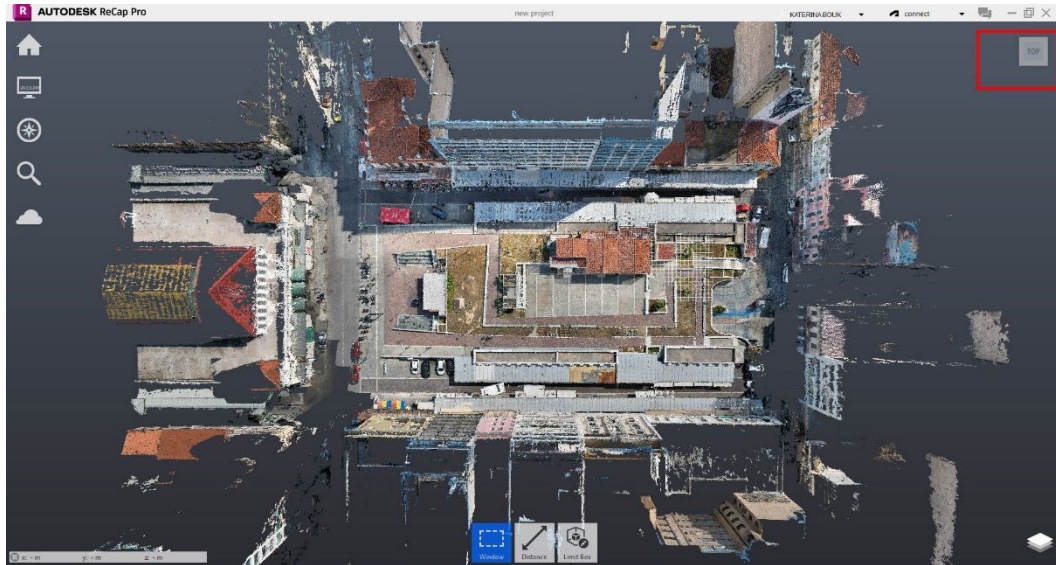 R AUTODESK ReCap Pro
new project
KATERINABOUK
connect
TOP
Window
Distance
Limit Box
x: - m y: - m z: - m